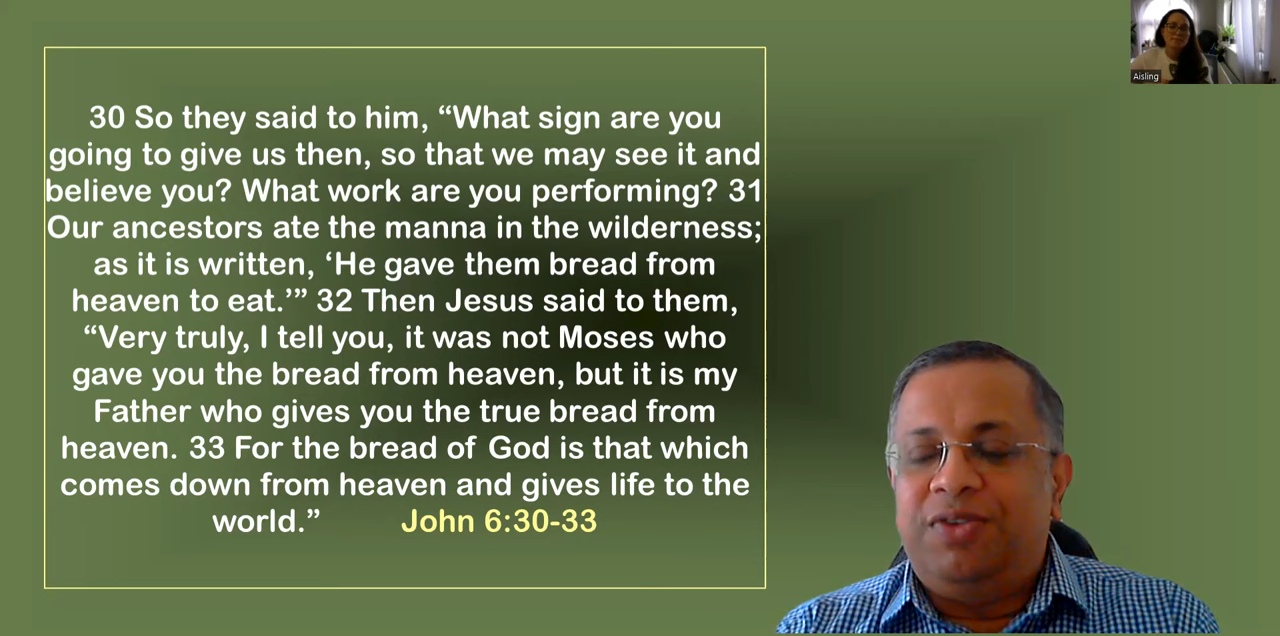 30 So they said to him, “What sign are you
going to give us then, so that we may see it and
believe you? What work are you performing? 31
Our ancestors ate the manna in the wilderness;
as it is written, ‘He gave them bread from
heaven to eat.’” 32 Then Jesus said to them,
“Very truly, I tell you, it was not Moses who
gave you the bread from heaven, but it is my
Father who gives you the true bread from
heaven. 33 For the bread of God is that which
comes down from heaven and gives life to the
world.” John 6:30-33
Aisling